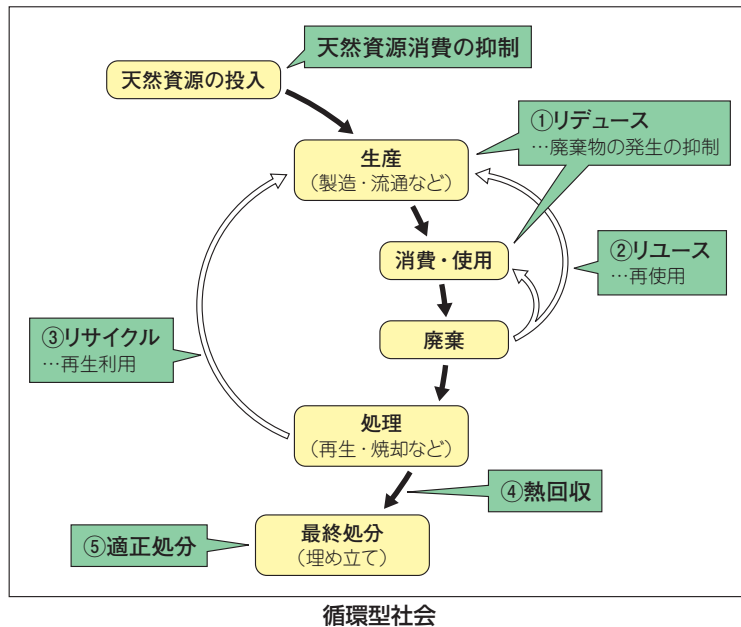 天然資源消費の抑制
天然資源の投入
①リデュース
…廃棄物の発生の抑制
生産
（製造・流通など）
消費・使用
②リユース
…再使用
③リサイクル
…再生利用
廃棄
処理
（再生・焼却など）
④熱回収
⑤適正処分
最終処分
（埋め立て）
循環型社会